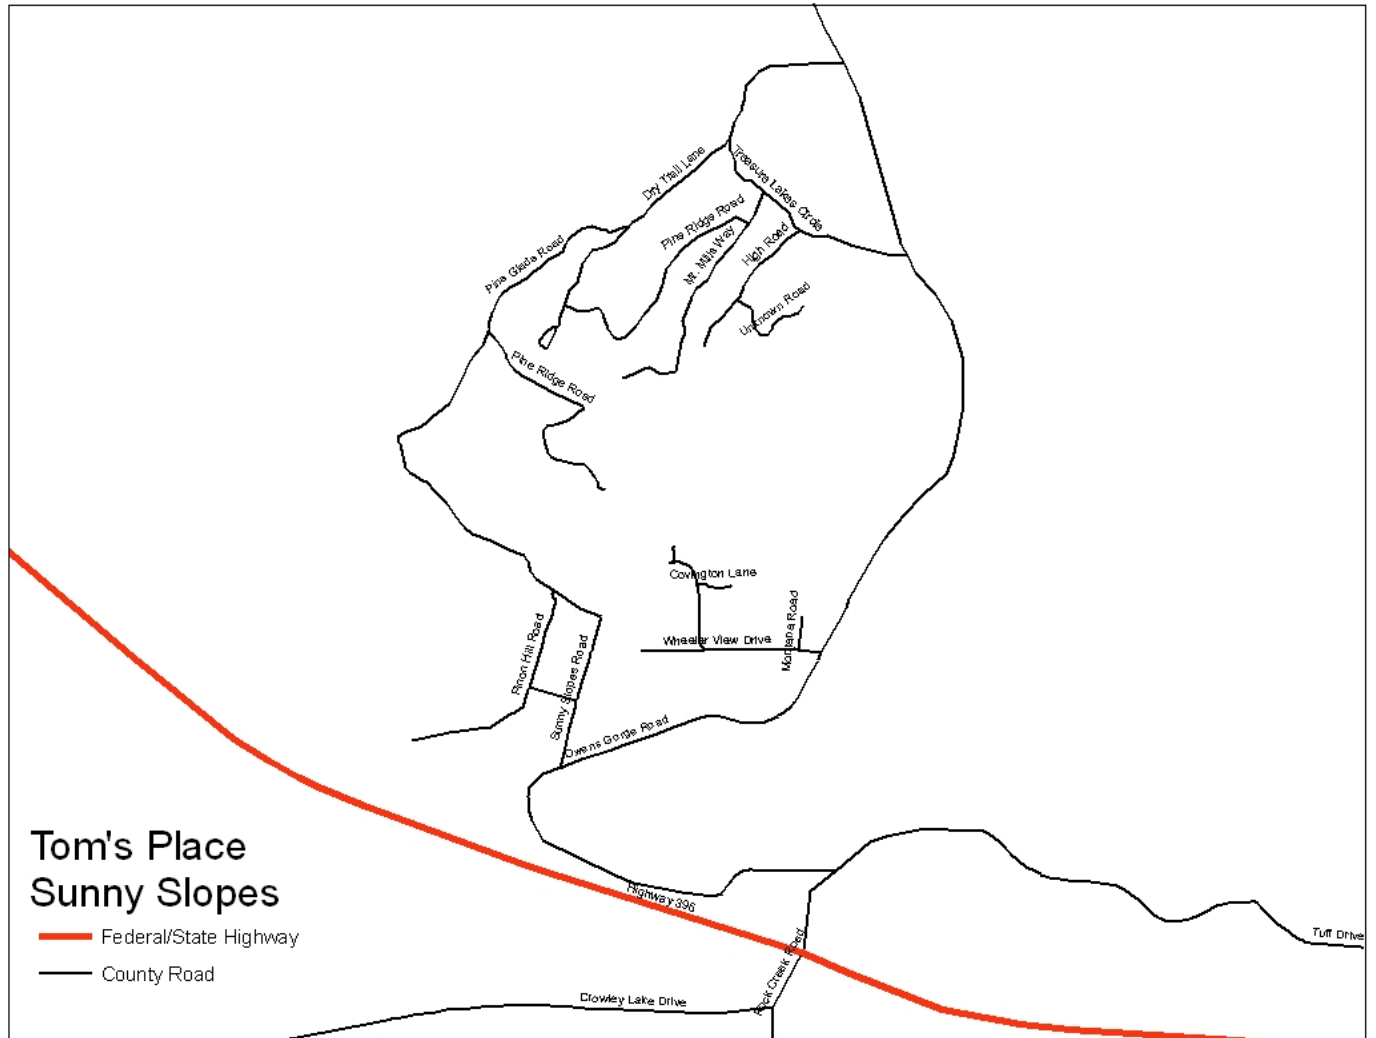 Dry Trail Lane
Treasure Lakes Circle
Pine Ridge Road
Pine Glade Road
Mt. Mills Way
High Road
Unknown Road
Pine Ridge Road
Covington Lane
Montana Road
Wheeler View Drive
Pinon Hill Road
Sunny Slopes Road
Owens Gorge Road
Tom's Place
Sunny Slopes
Federal/State Highway
County Road
Highway 396
Rock Creek Road
Tuff Drive
Crowley Lake Drive